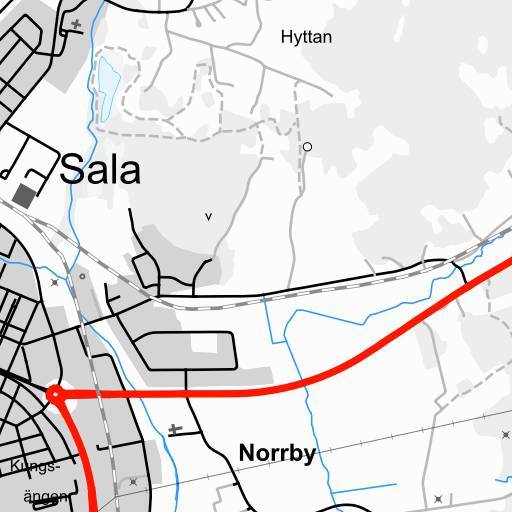 Hyttan
Sala
Norrby
Kungs-
ängen